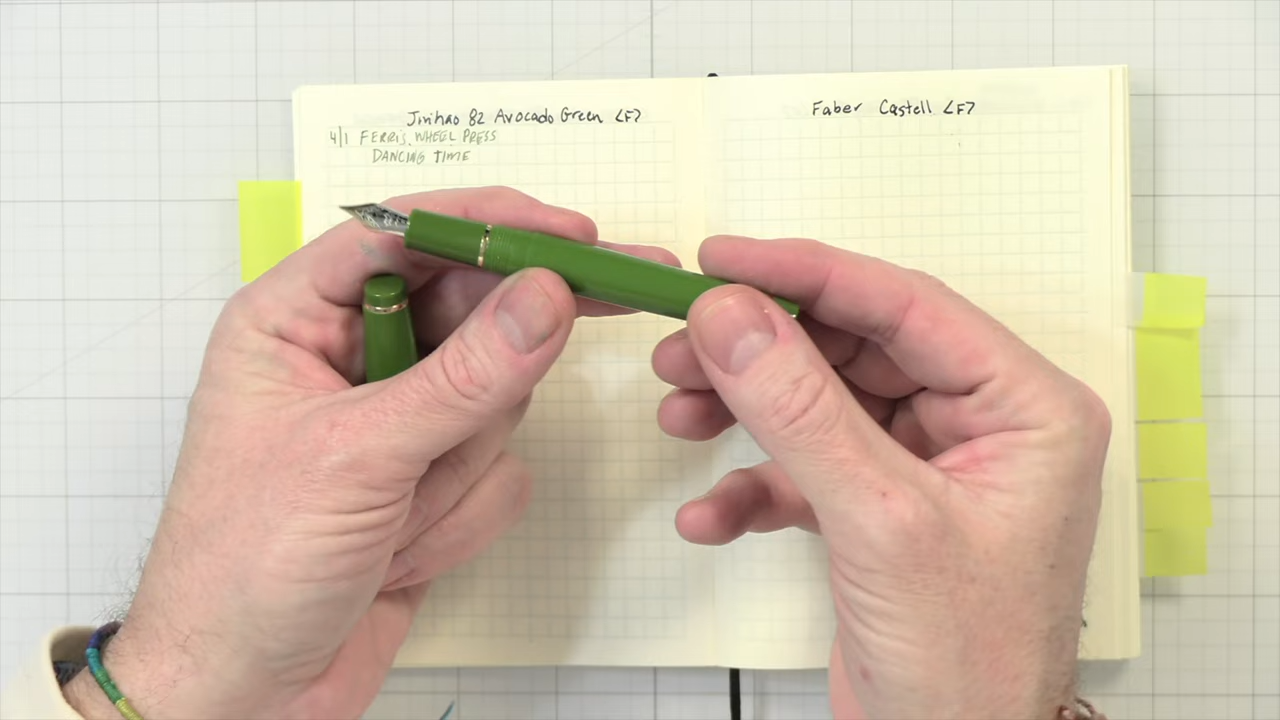 Jinhao 82 Avocado Green <F>
4/1 FERRIS WHEEL PRESS
DANCING TIME
Faber Castell <F>